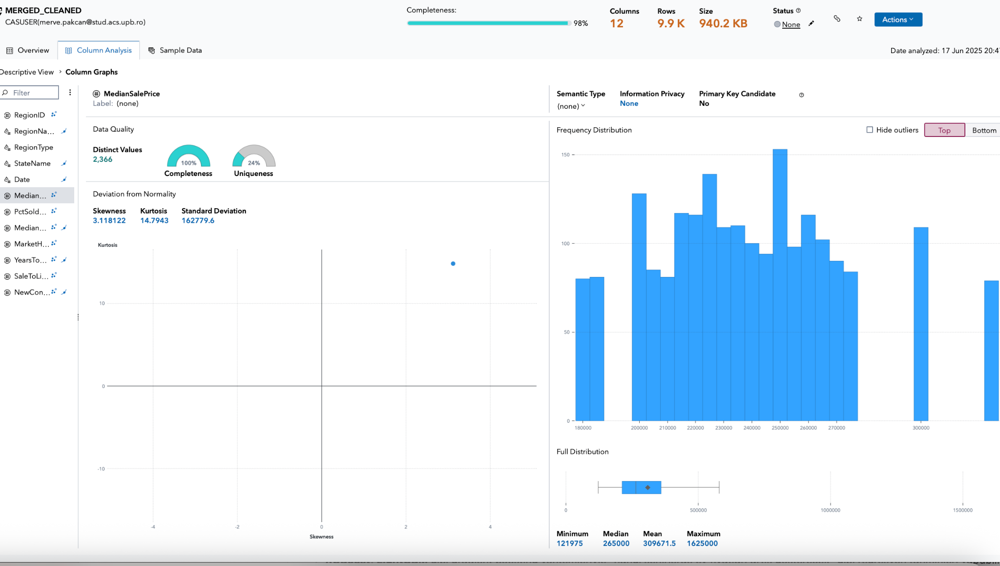 MERGED_CLEANED
CASUSER(merve.pakcan@stud.acs.upb.ro)
Completeness:
98%
Columns
12
Rows
9.9 K
Size
940.2 KB
Status
None
Actions
Overview
Column Analysis
Sample Data
Date analyzed: 17 Jun 2025 20:4
Descriptive View > Column Graphs
Filter
RegionID
RegionNa...
RegionType
StateName
Date
Median...
PctSold...
Median...
MarketH...
YearsTo...
SaleToLi...
NewCon...
MedianSalePrice
Label: (none)
Data Quality
Distinct Values
2,366
100%
Completeness
24%
Uniqueness
Deviation from Normality
Skewness
3.118122
Kurtosis
14.7943
Standard Deviation
162779.6
Kurtosis
10
0
-10
-4 -2 0 2 4
Skewness
Semantic Type
(none)
Information Privacy
None
Primary Key Candidate
No
Frequency Distribution
Hide outliers
Top
Bottom
150
100
50
0
180000 200000 210000 220000 230000 240000 250000 260000 270000 300000
Full Distribution
0 500000 1000000 1500000
Minimum
121975
Median
265000
Mean
309671.5
Maximum
1625000